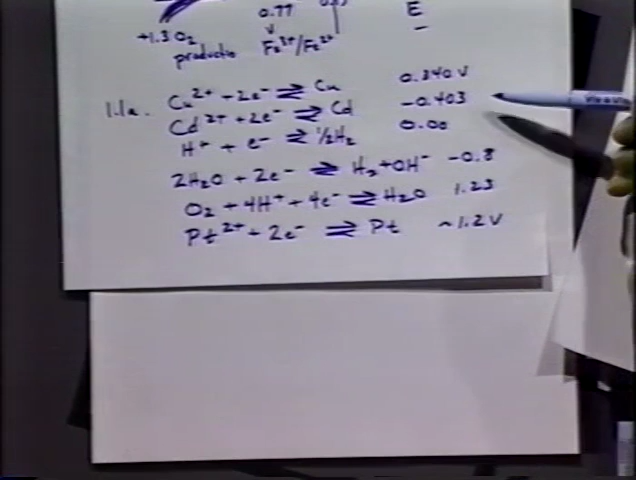 0.77 E
+1.3 O2 v −
productio Fe3+/Fe2+
1.1a. Cu2+ + 2e- ⇌ Cu 0.340 V
Cd2+ + 2e- ⇌ Cd -0.403
H+ + e- ⇌ ½H2 0.00
2H2O + 2e- ⇌ H2 + OH- -0.8
O2 + 4H+ + 4e- ⇌ H2O 1.23
Pt2+ + 2e- ⇌ Pt ~1.2 V